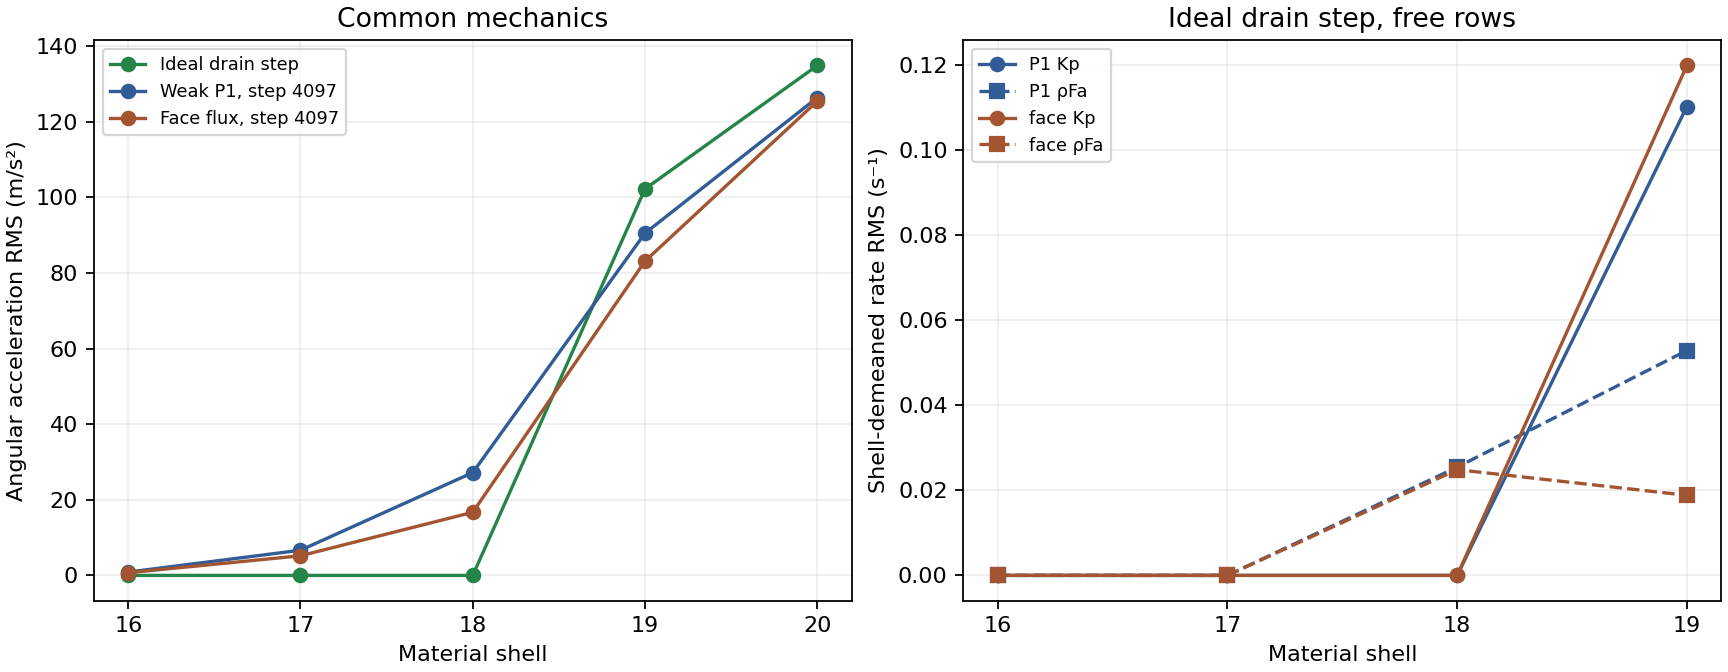 Common mechanics
Angular acceleration RMS (m/s²)
140
120
100
80
60
40
20
0
Ideal drain step
Weak P1, step 4097
Face flux, step 4097
16 17 18 19 20
Material shell
Ideal drain step, free rows
Shell-demeaned rate RMS (s⁻¹)
0.12
0.10
0.08
0.06
0.04
0.02
0.00
P1 Kp
P1 ρFa
face Kp
face ρFa
16 17 18 19
Material shell